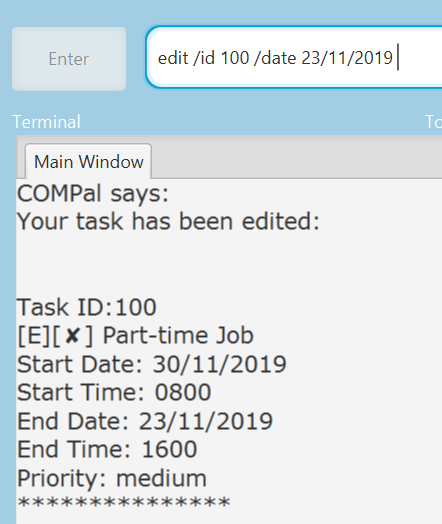 Enter
edit /id 100 /date 23/11/2019
Terminal
To
Main Window
COMPal says:
Your task has been edited:
Task ID:100
[E][✘] Part-time Job
Start Date: 30/11/2019
Start Time: 0800
End Date: 23/11/2019
End Time: 1600
Priority: medium
***************